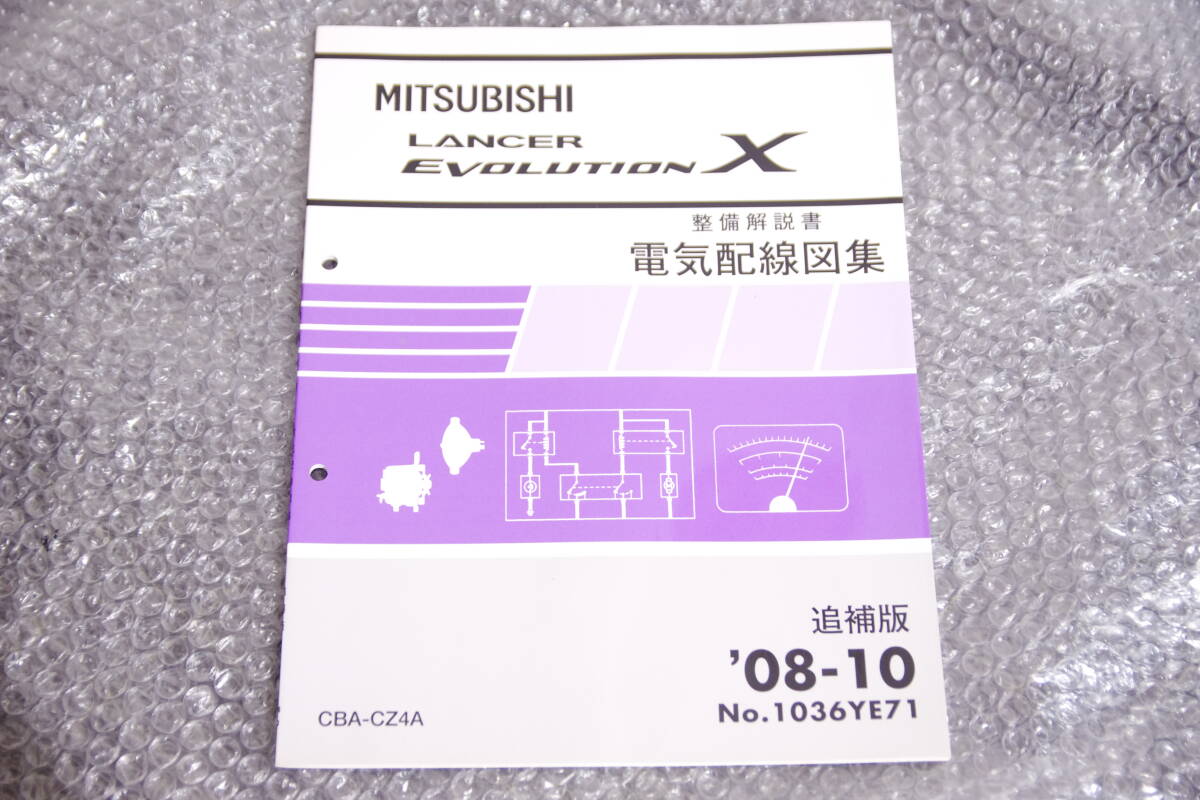 MITSUBISHI
LANCER
EVOLUTION X
整備解説書
電気配線図集
追補版
'08-10
No.1036YE71
CBA-CZ4A